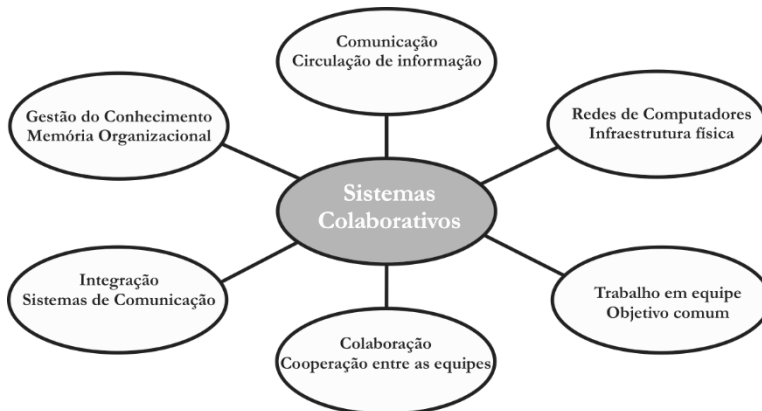 Comunicação
Circulação de informação
Gestão do Conhecimento
Memória Organizacional
Redes de Computadores
Infraestrutura física
Sistemas
Colaborativos
Integração
Sistemas de Comunicação
Trabalho em equipe
Objetivo comum
Colaboração
Cooperação entre as equipes